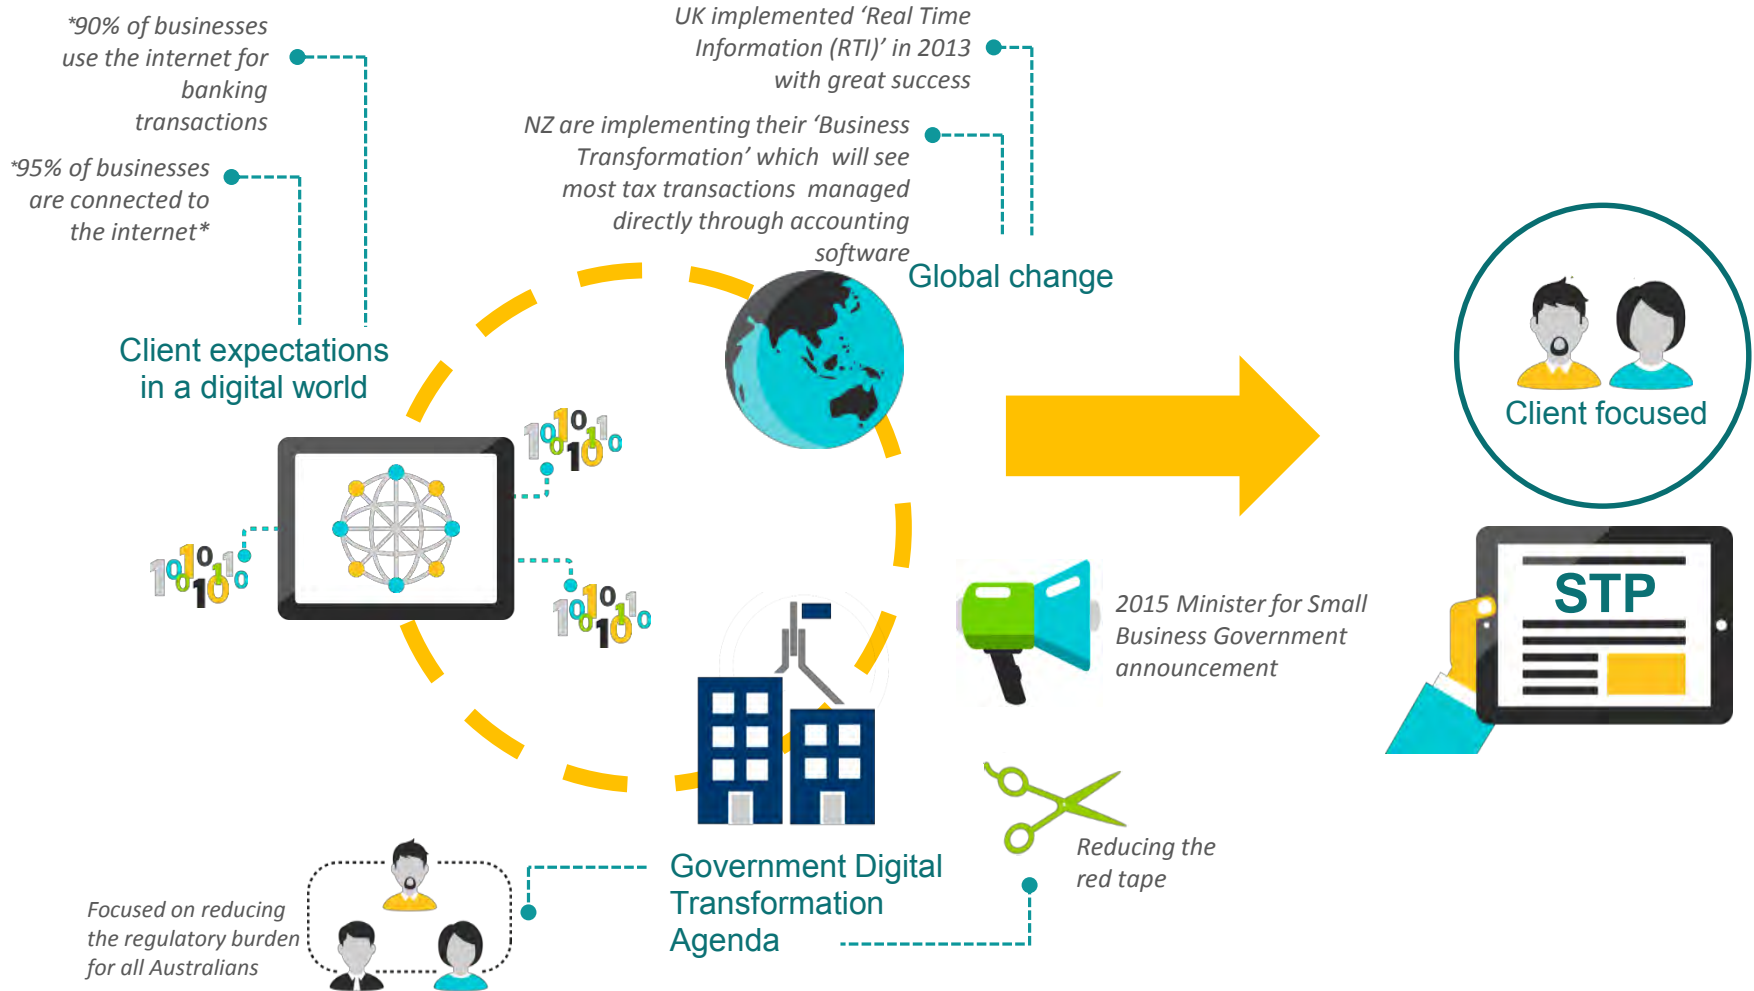 *90% of businesses
use the internet for
banking
transactions
*95% of businesses
are connected to
the internet*
Client expectations
in a digital world
UK implemented ‘Real Time
Information (RTI)’ in 2013
with great success
NZ are implementing their ‘Business
Transformation’ which will see
most tax transactions managed
directly through accounting
software
Global change
Client focused
STP
2015 Minister for Small
Business Government
announcement
Reducing the
red tape
Government Digital
Transformation
Agenda
Focused on reducing
the regulatory burden
for all Australians